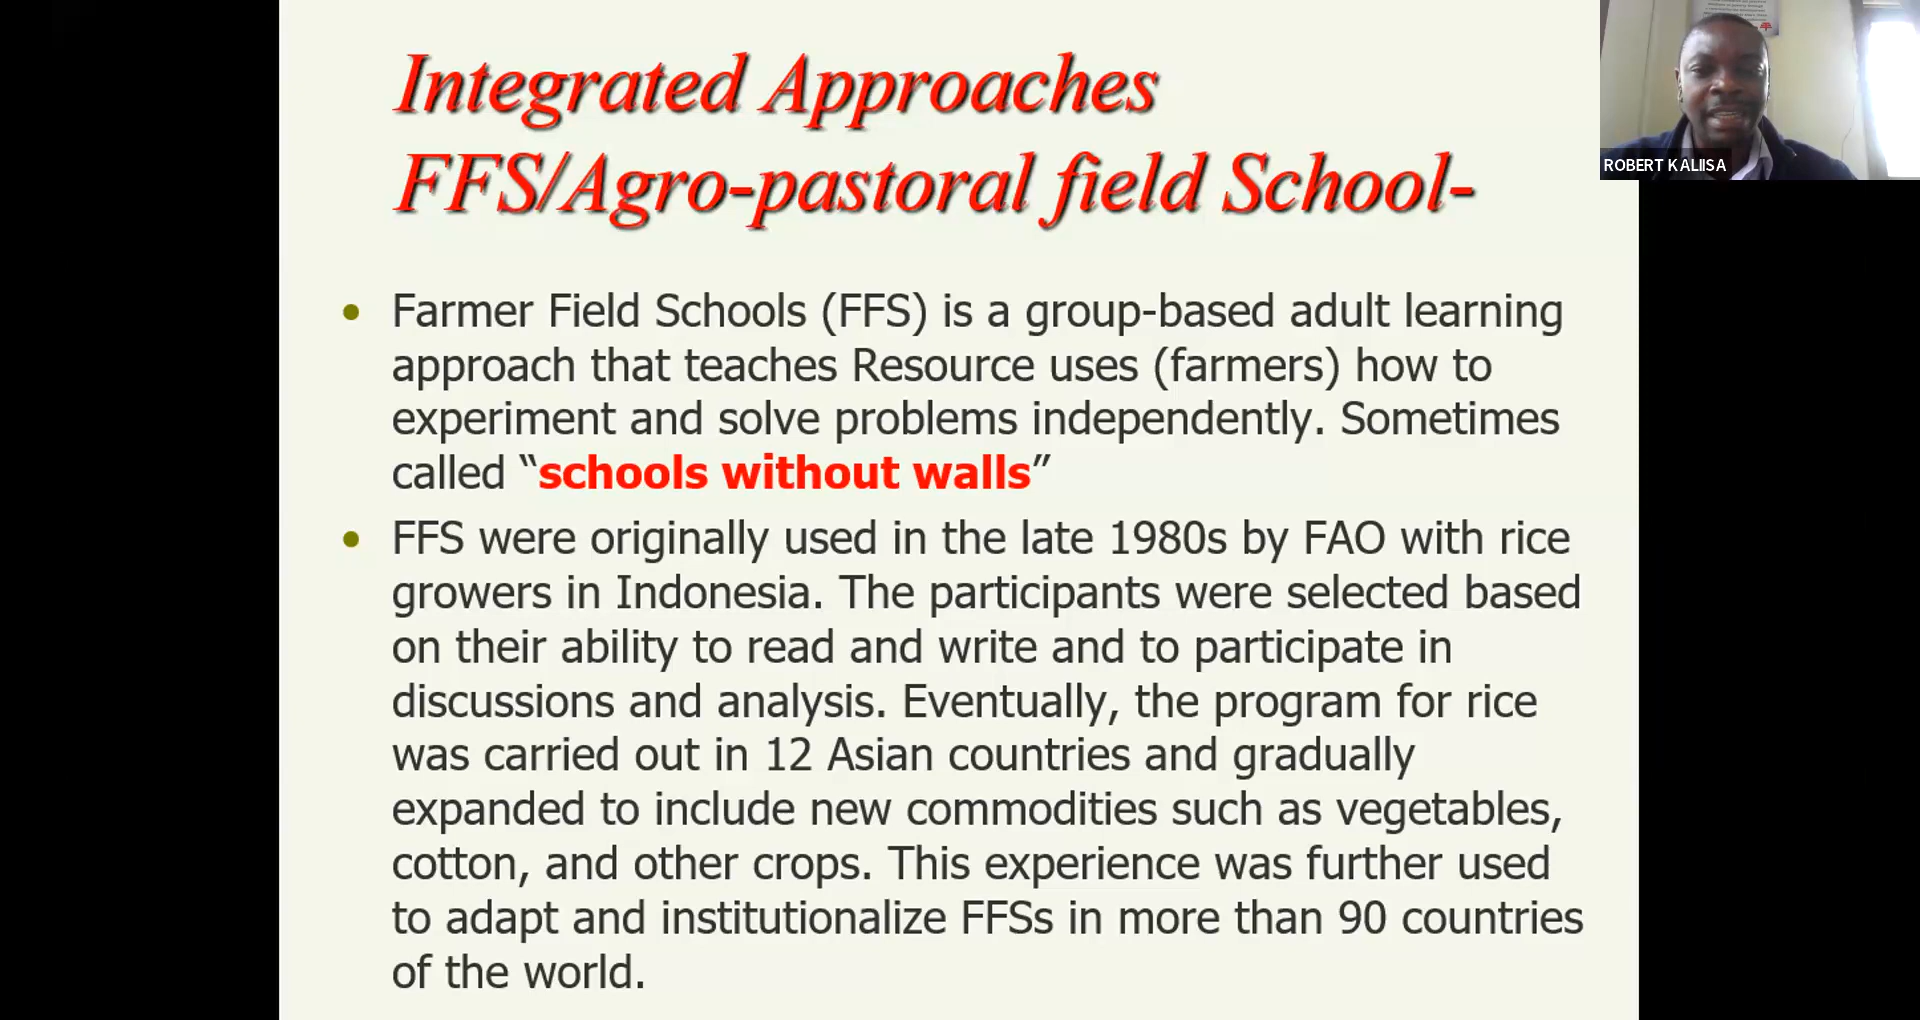 Integrated Approaches
FFS/Agro-pastoral field School-
ROBERT KALIISA
• Farmer Field Schools (FFS) is a group-based adult learning
approach that teaches Resource uses (farmers) how to
experiment and solve problems independently. Sometimes
called “schools without walls”
• FFS were originally used in the late 1980s by FAO with rice
growers in Indonesia. The participants were selected based
on their ability to read and write and to participate in
discussions and analysis. Eventually, the program for rice
was carried out in 12 Asian countries and gradually
expanded to include new commodities such as vegetables,
cotton, and other crops. This experience was further used
to adapt and institutionalize FFSs in more than 90 countries
of the world.